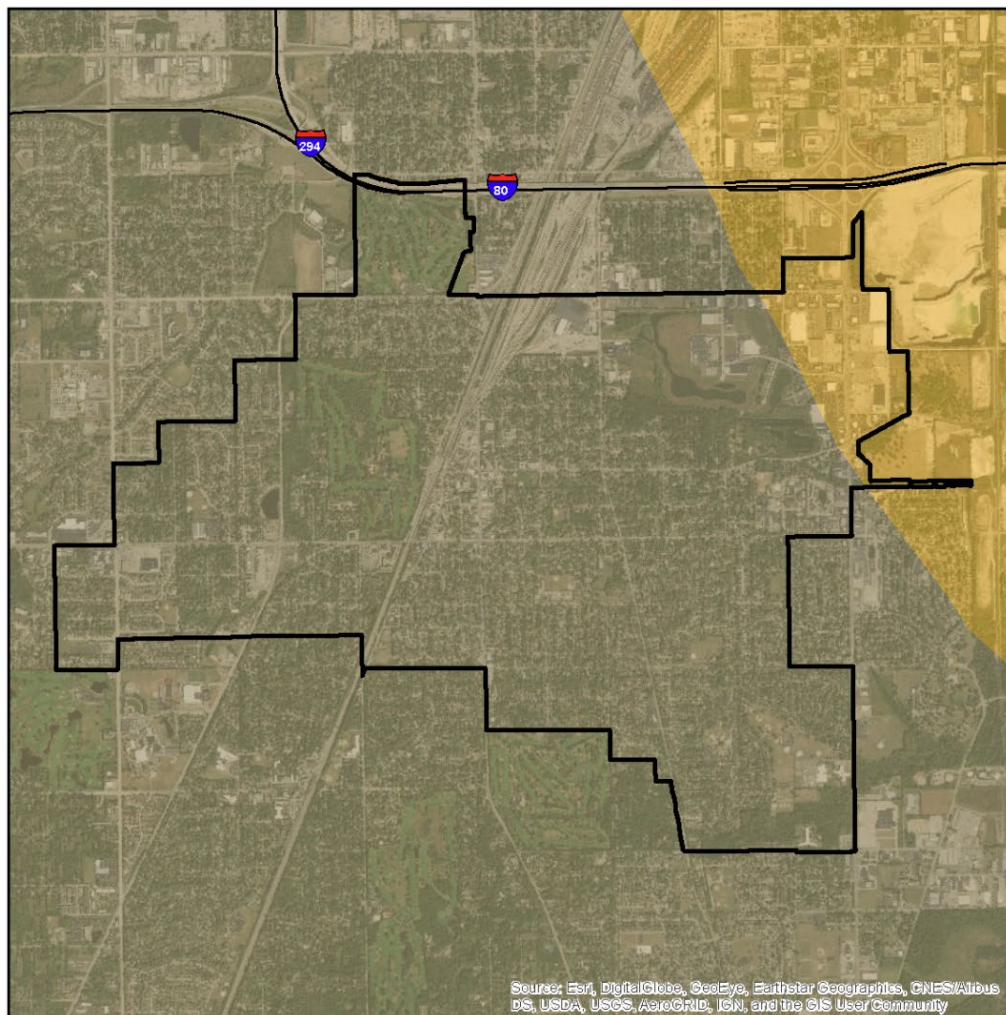 294
80
Source: Esri, DigitalGlobe, GeoEye, Earthstar Geographics, CNES/Airbus
DS, USDA, USGS, AeroGRID, IGN, and the GIS User Community